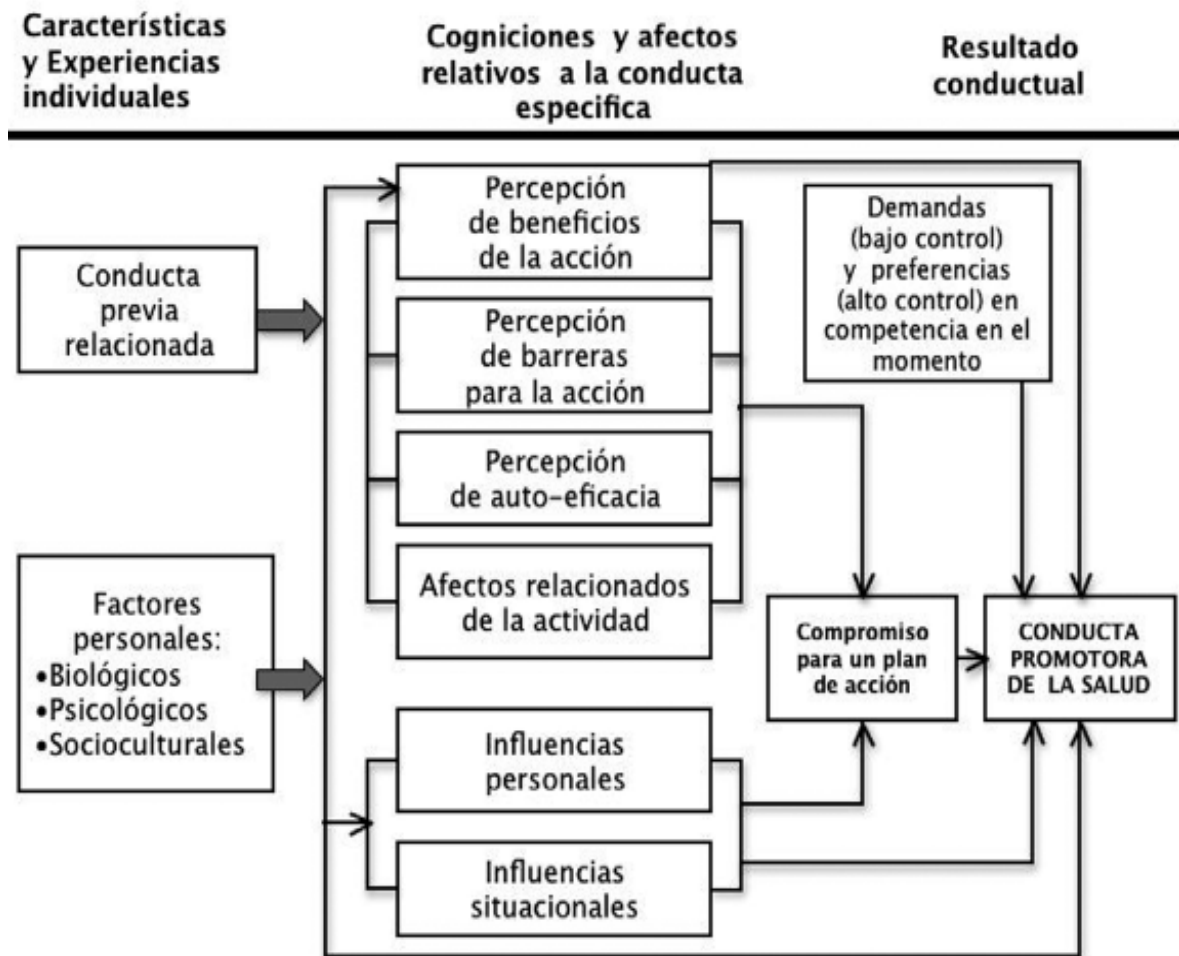 Características
y Experiencias
individuales
Cogniciones y afectos
relativos a la conducta
especifica
Resultado
conductual
Conducta
previa
relacionada
Factores
personales:
•Biológicos
•Psicológicos
•Socioculturales
Percepción
de beneficios
de la acción
Percepción
de barreras
para la acción
Percepción
de auto-eficacia
Afectos relacionados
de la actividad
Influencias
personales
Influencias
situacionales
Demandas
(bajo control)
y preferencias
(alto control) en
competencia en el
momento
Compromiso
para un plan
de acción
CONDUCTA
PROMOTORA
DE LA SALUD